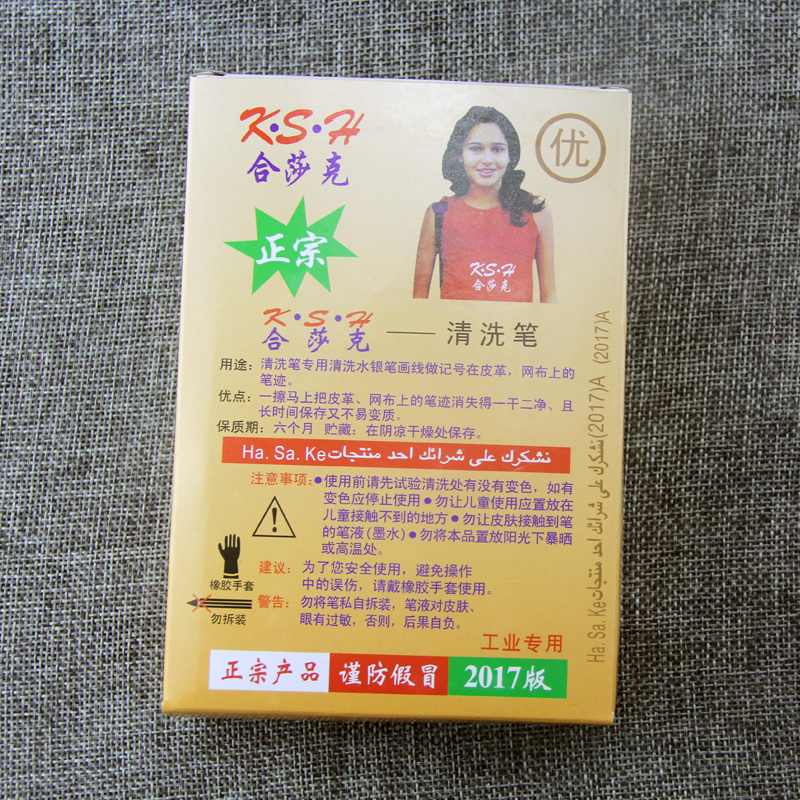 K·S·H
合莎克
优
正宗
K·S·H
合莎克
K·S·H
合莎克——清洗笔
用途：清洗笔专用清洗水银笔画线做记号在皮革，网布上的
笔迹。
优点：一擦马上把皮革、网布上的笔迹消失得一干二净、且
长时间保存又不易变质。
保质期：六个月 贮藏：在阴凉干燥处保存。
Ha. Sa. Ke نشكرك على شرائك احد منتجات
注意事项：●使用前请先试验清洗处有没有变色，如有
变色应停止使用●勿让儿童使用应置放在
儿童接触不到的地方●勿让皮肤接触到笔
的笔液(墨水)●勿将本品置放阳光下暴晒
或高温处。
橡胶手套
建议：为了您安全使用，避免操作
中的误伤，请戴橡胶手套使用。
勿拆装
警告：勿将笔私自拆装，笔液对皮肤、
眼有过敏，否则，后果自负。
工业专用
正宗产品 谨防假冒 2017版
Ha. Sa. Ke نشكرك على شرائك احد منتجات(2017)A (2017)A